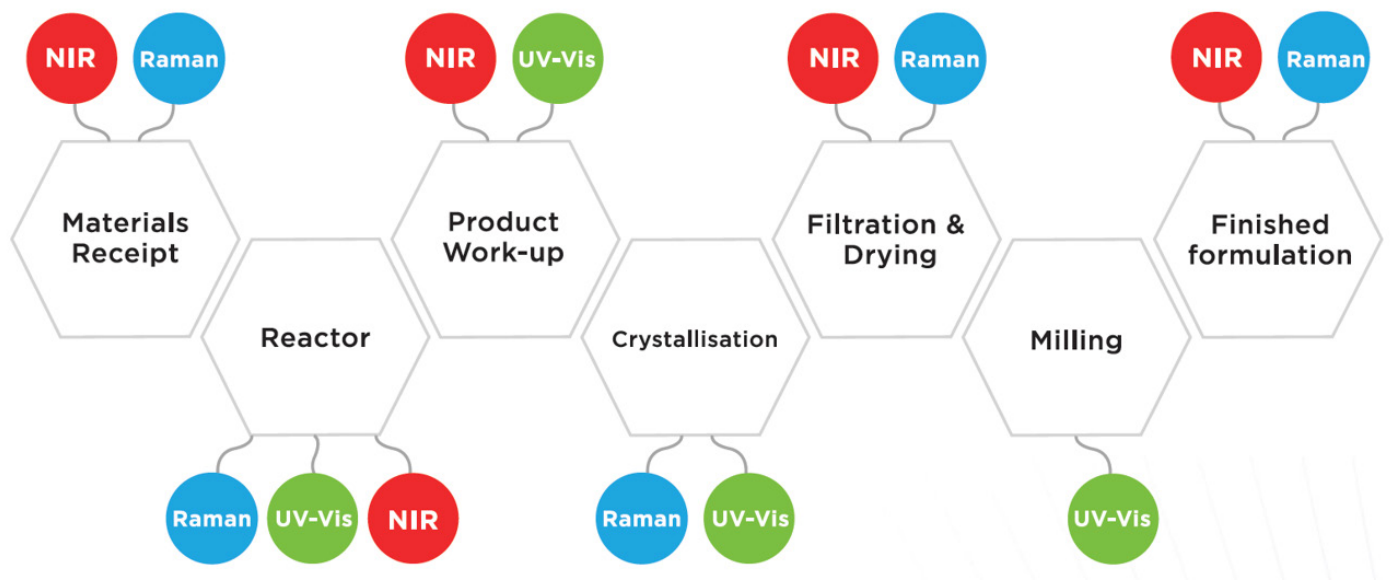 NIR
Raman
NIR
UV-Vis
NIR
Raman
NIR
Raman
Materials
Receipt
Product
Work-up
Filtration &
Drying
Finished
formulation
Reactor
Crystallisation
Milling
Raman
UV-Vis
NIR
Raman
UV-Vis
UV-Vis